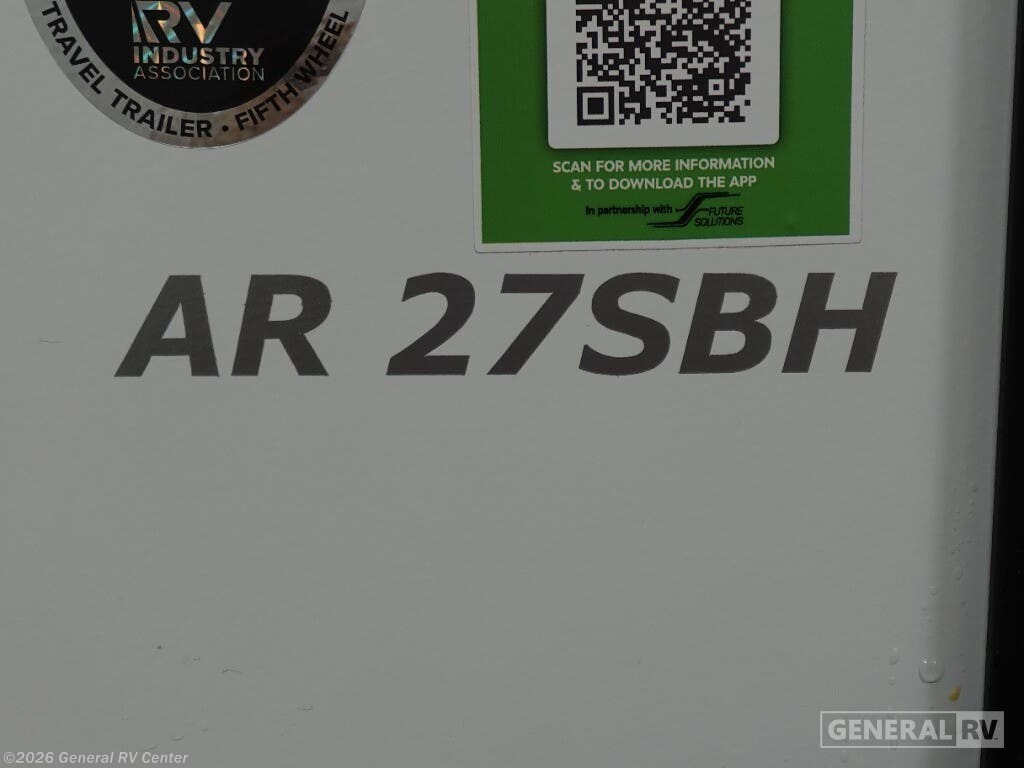 RV
INDUSTRY
ASSOCIATION
TRAVEL TRAILER • FIFTH WHEEL
SCAN FOR MORE INFORMATION
& TO DOWNLOAD THE APP
In partnership with FUTURE
SOLUTIONS
AR 27SBH
GENERAL RV
©2026 General RV Center